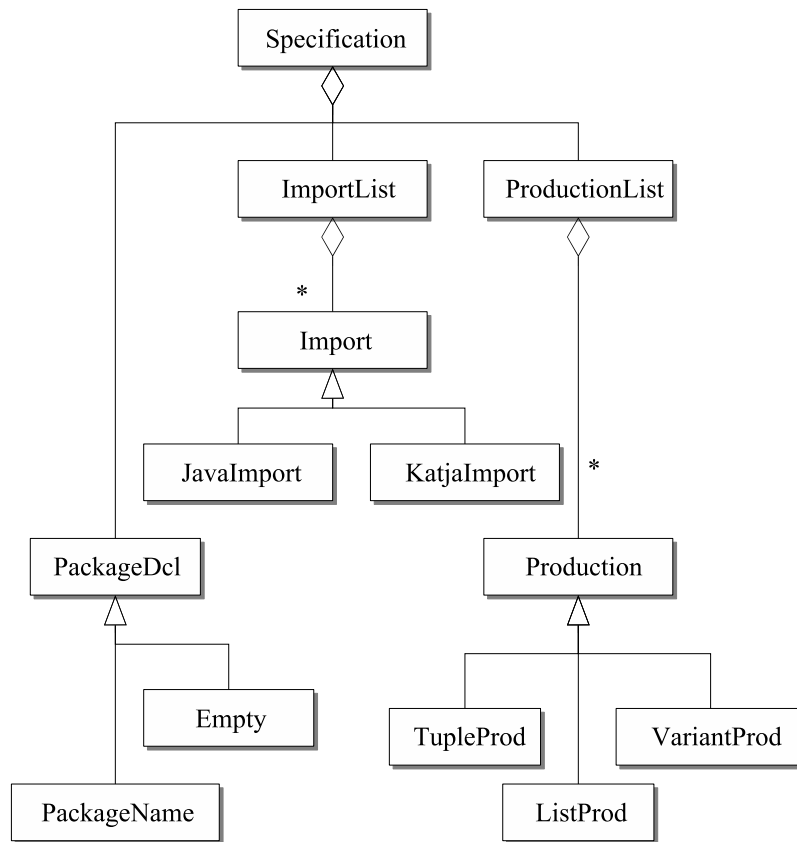 Specification
ImportList
ProductionList
*
Import
JavaImport
KatjaImport
*
PackageDcl
Production
Empty
TupleProd
VariantProd
PackageName
ListProd